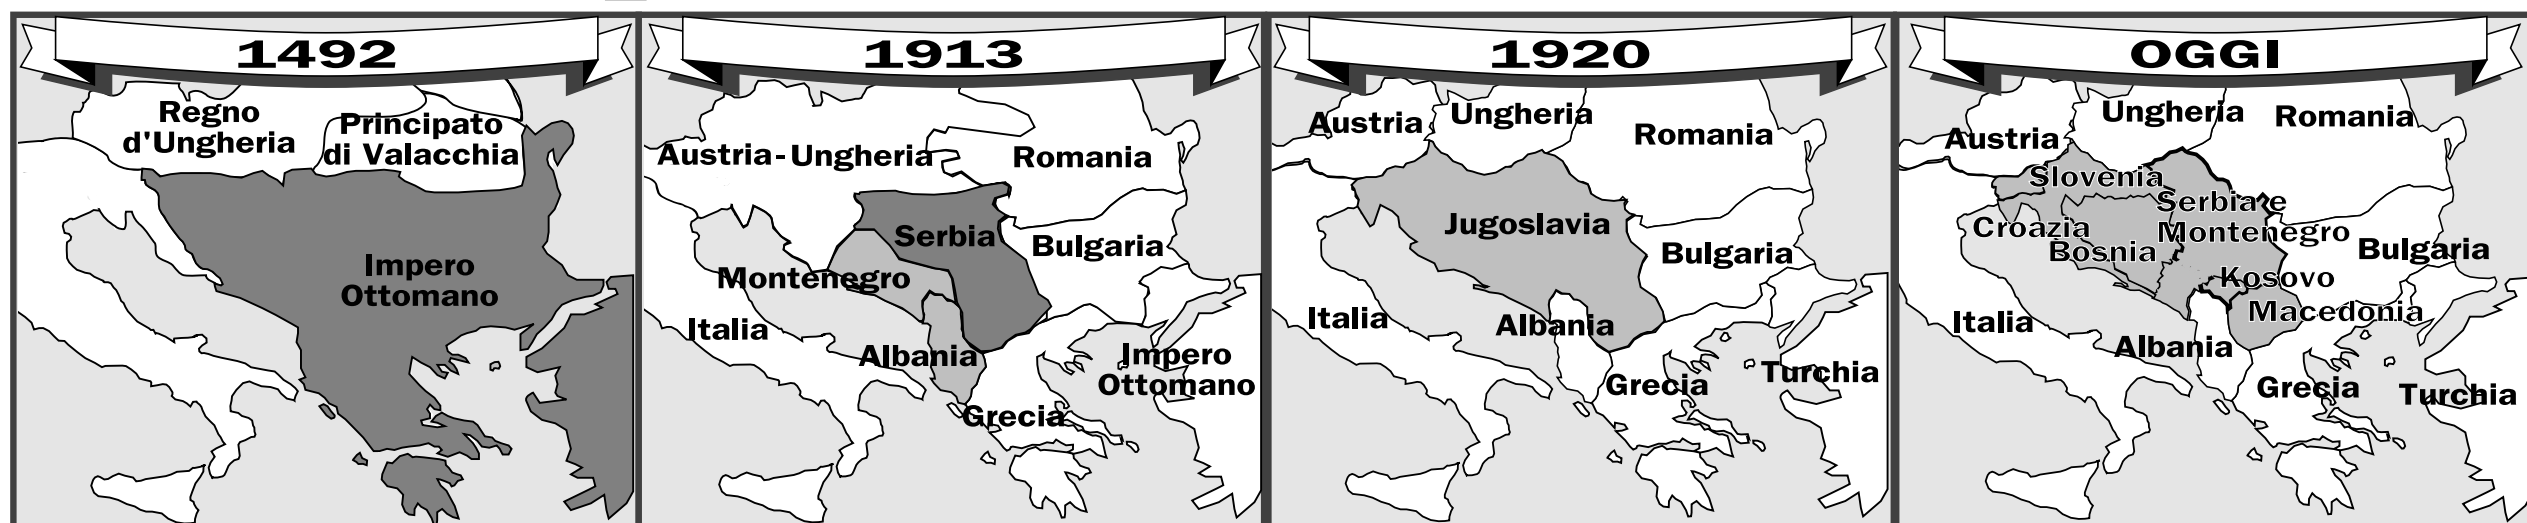 1492
Regno
d'Ungheria
Principato
di Valacchia
Impero
Ottomano
1913
Austria-Ungheria
Romania
Serbia
Bulgaria
Montenegro
Italia
Albania
Impero
Ottomano
Grecia
1920
Austria
Ungheria
Romania
Jugoslavia
Bulgaria
Italia
Albania
Grecia
Turchia
OGGI
Austria
Ungheria
Romania
Slovenia
Serbia e
Montenegro
Croazia
Bosnia
Bulgaria
Kosovo
Macedonia
Italia
Albania
Grecia
Turchia